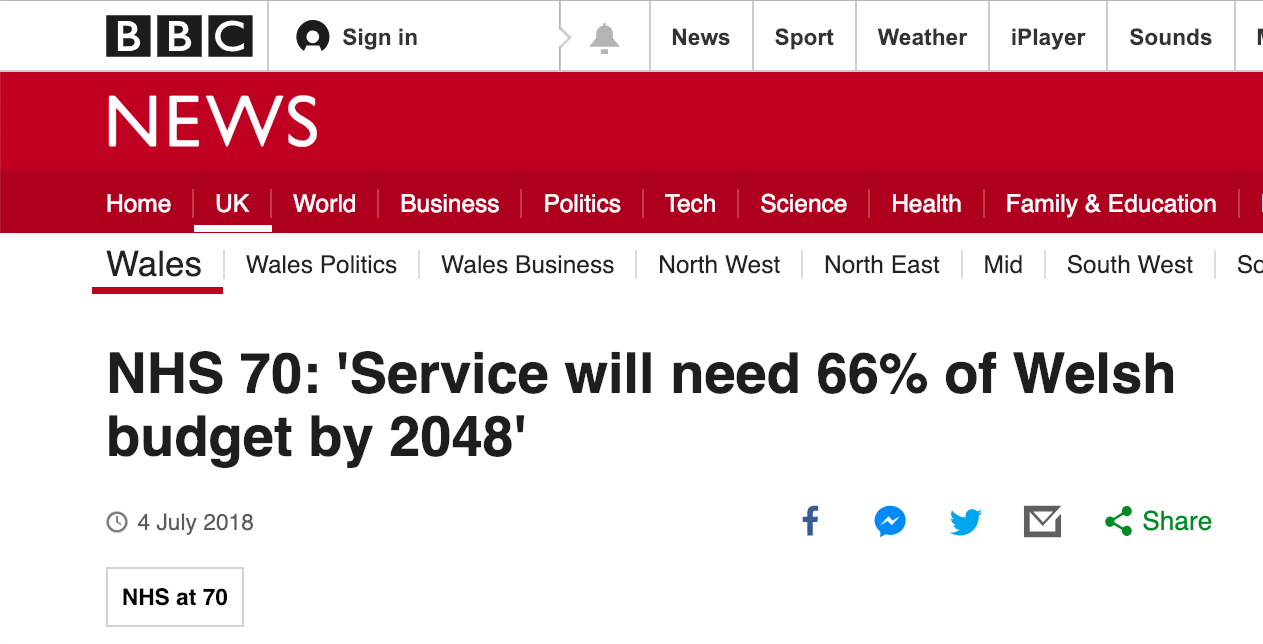 BBC Sign in News Sport Weather iPlayer Sounds
NEWS
Home UK World Business Politics Tech Science Health Family & Education
Wales Wales Politics Wales Business North West North East Mid South West
NHS 70: 'Service will need 66% of Welsh
budget by 2048'
4 July 2018 Share
NHS at 70